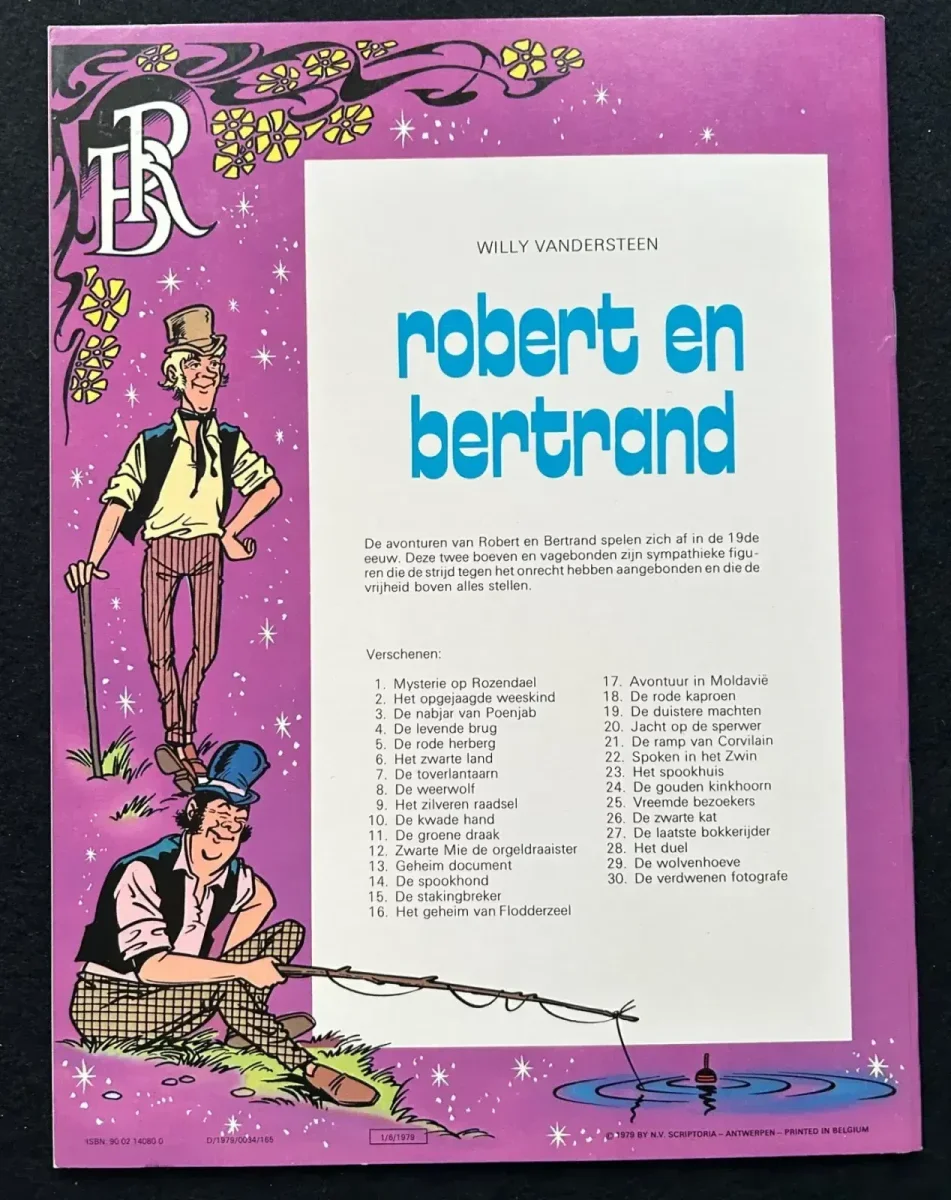 BR
WILLY VANDERSTEEN
robert en
bertrand
De avonturen van Robert en Bertrand spelen zich af in de 19de
eeuw. Deze twee boeven en vagebonden zijn sympathieke figu-
ren die de strijd tegen het onrecht hebben aangebonden en die de
vrijheid boven alles stellen.
Verschenen:
1. Mysterie op Rozendael
2. Het opgejaagde weeskind
3. De nabjar van Poenjab
4. De levende brug
5. De rode herberg
6. Het zwarte land
7. De toverlantaarn
8. De weerwolf
9. Het zilveren raadsel
10. De kwade hand
11. De groene draak
12. Zwarte Mie de orgeldraaister
13. Geheim document
14. De spookhond
15. De stakingbreker
16. Het geheim van Flodderzeel
17. Avontuur in Moldavië
18. De rode kaproen
19. De duistere machten
20. Jacht op de sperwer
21. De ramp van Corvilain
22. Spoken in het Zwin
23. Het spookhuis
24. De gouden kinkhoorn
25. Vreemde bezoekers
26. De zwarte kat
27. De laatste bokkerijder
28. Het duel
29. De wolvenhoeve
30. De verdwenen fotografe
ISBN: 90 02 14080 0
D/1979/0034/165
1/6/1979
© 1979 BY N.V. SCRIPTORIA – ANTWERPEN – PRINTED IN BELGIUM